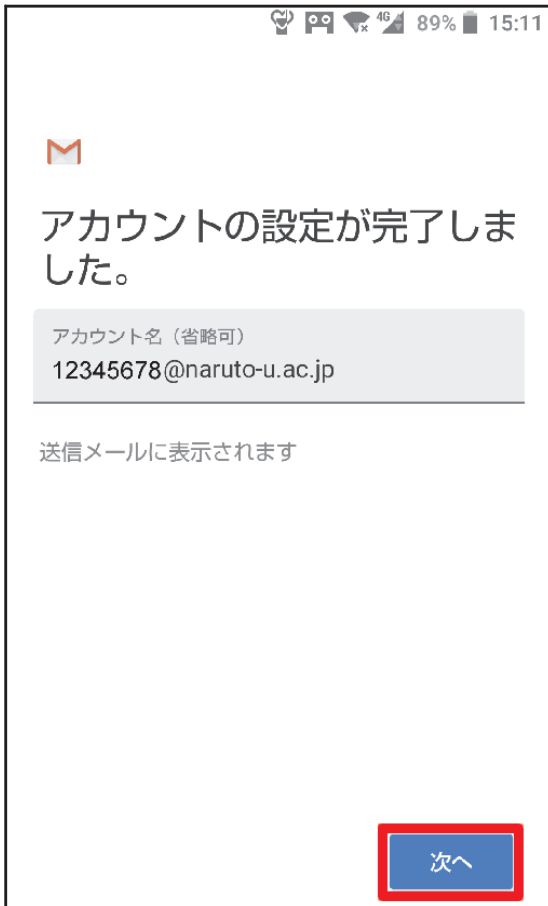 4G 89% 15:11
アカウントの設定が完了しま
した。
アカウント名（省略可）
12345678@naruto-u.ac.jp
送信メールに表示されます
次へ